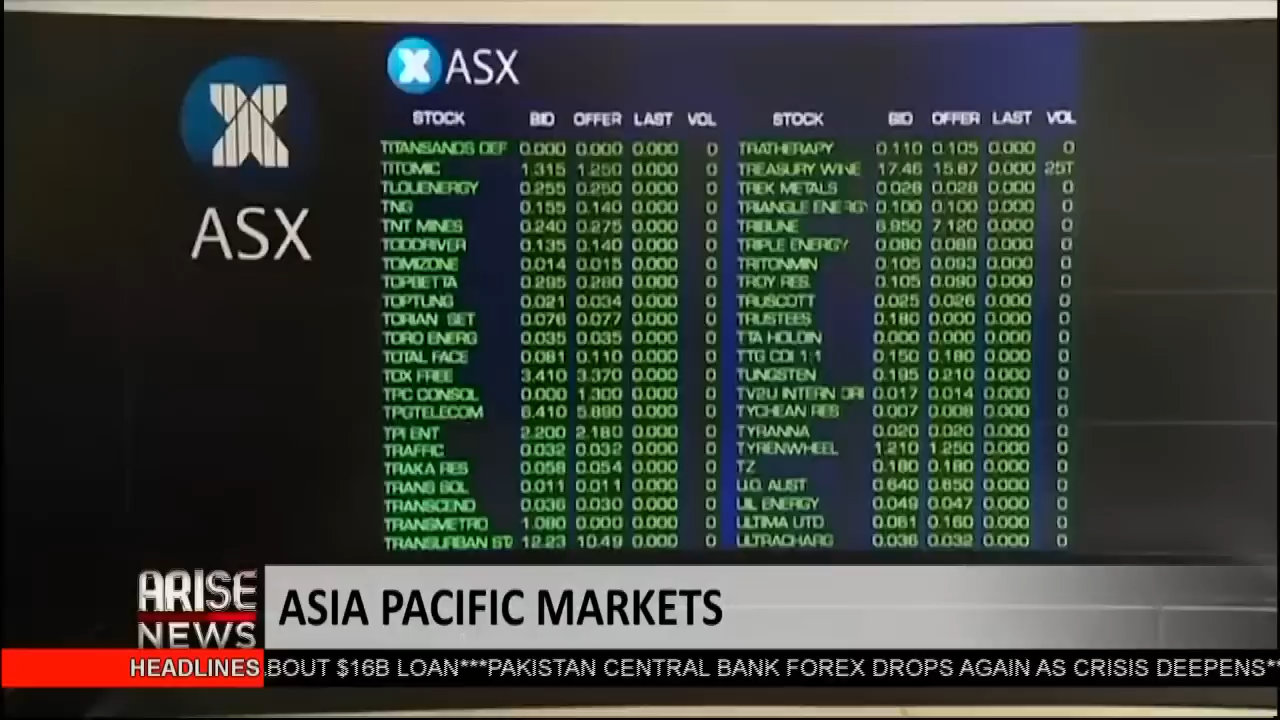 ASX
ASX
STOCK BID OFFER LAST VOL STOCK BID OFFER LAST VOL
TITANSANDS DEF 0.000 0.000 0.000 0 TRATHERAPY 0.110 0.105 0.000 0
TITOMIC 1.315 1.250 0.000 0 TREASURY WINE 17.46 15.87 0.000 25T
TLOUENERGY 0.255 0.250 0.000 0 TREK METALS 0.028 0.028 0.000 0
TNG 0.155 0.140 0.000 0 TRIANGLE ENERGY 0.100 0.100 0.000 0
TNT MINES 0.240 0.275 0.000 0 TRIBUNE 6.950 7.120 0.000 0
TODDRIVER 0.135 0.140 0.000 0 TRIPLE ENERGY 0.080 0.089 0.000 0
TOMIZONE 0.014 0.015 0.000 0 TRITONMIN 0.105 0.093 0.000 0
TOPBETTA 0.295 0.280 0.000 0 TROY RES. 0.105 0.090 0.000 0
TOPTUNG 0.021 0.034 0.000 0 TRUSCOTT 0.025 0.026 0.000 0
TORIAN SET 0.076 0.077 0.000 0 TRUSTEES 0.180 0.000 0.000 0
TORO ENERG 0.035 0.035 0.000 0 TTA HOLDIN 0.000 0.000 0.000 0
TOTAL FACE 0.081 0.110 0.000 0 TTG CDI 1:1 0.150 0.180 0.000 0
TOX FREE 3.410 3.370 0.000 0 TUNGSTEN 0.195 0.210 0.000 0
TPC CONSOL 0.000 1.300 0.000 0 TV2U INTERN ORI 0.017 0.014 0.000 0
TPGTELECOM 6.410 5.890 0.000 0 TYCHEAN RES 0.007 0.008 0.000 0
TPI ENT 2.200 2.180 0.000 0 TYRANNA 0.020 0.020 0.000 0
TRAFFIC 0.032 0.032 0.000 0 TYRENWHEEL 1.210 1.250 0.000 0
TRAKA RES 0.058 0.054 0.000 0 TZ 0.180 0.180 0.000 0
TRANS SOL 0.011 0.011 0.000 0 U.O. AUST 0.640 0.650 0.000 0
TRANSCEND 0.036 0.030 0.000 0 UIL ENERGY 0.049 0.047 0.000 0
TRANSMETRO 1.080 0.000 0.000 0 ULTIMA UTD 0.061 0.160 0.000 0
TRANSURBAN ST 12.23 10.49 0.000 0 ULTRACHARG 0.036 0.032 0.000 0
ARISE NEWS
ASIA PACIFIC MARKETS
HEADLINES BOUT $16B LOAN***PAKISTAN CENTRAL BANK FOREX DROPS AGAIN AS CRISIS DEEPENS*